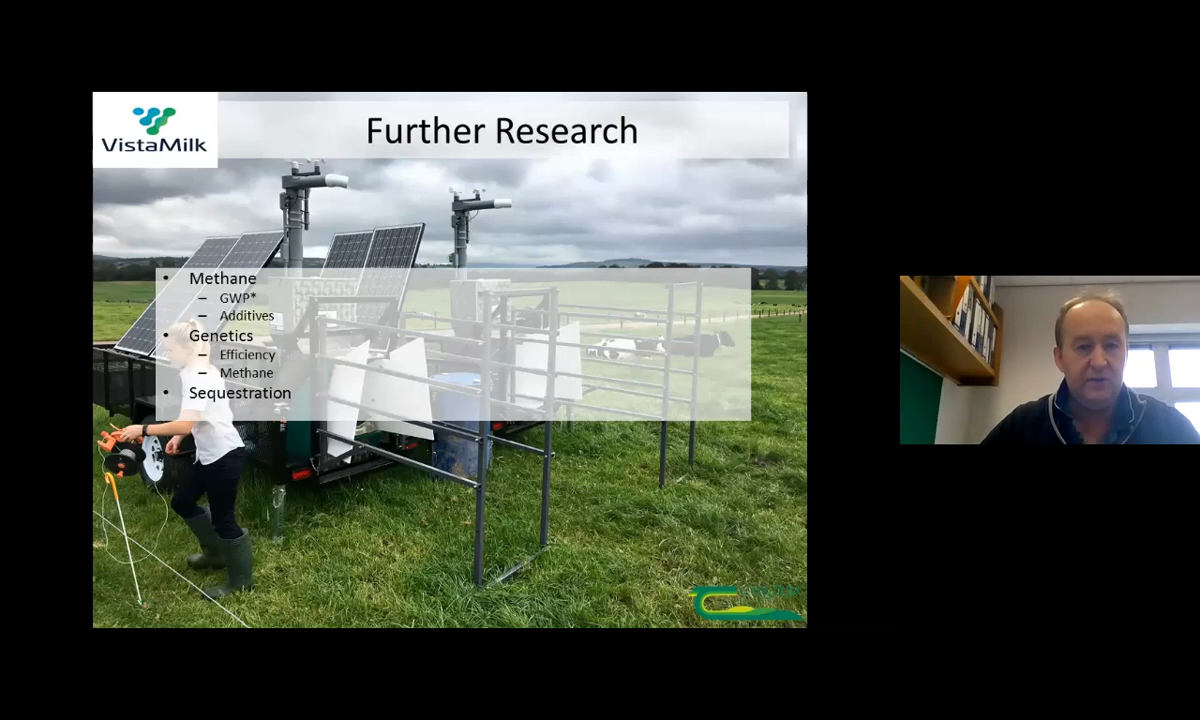 VistaMilk
Further Research
• Methane
– GWP*
– Additives
• Genetics
– Efficiency
– Methane
• Sequestration